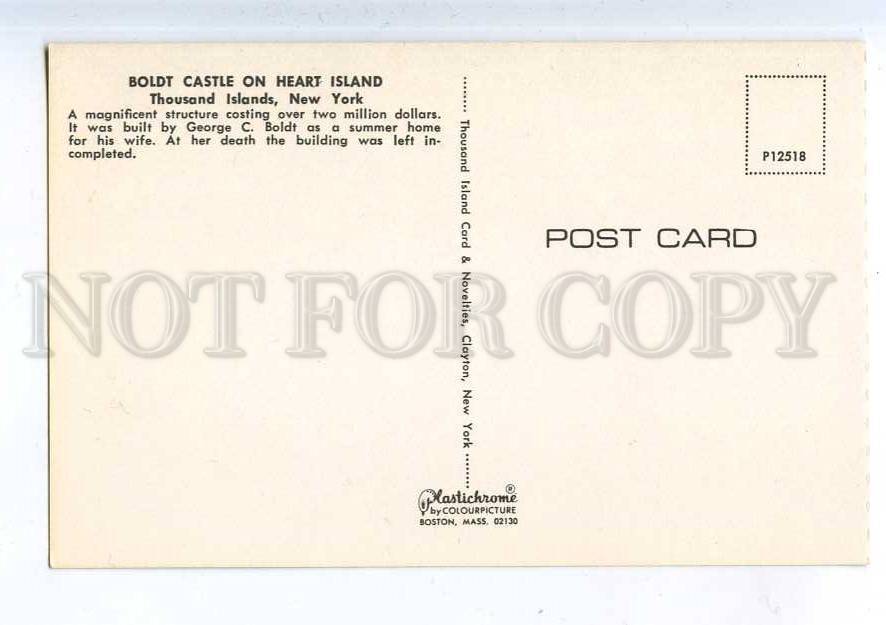 BOLDT CASTLE ON HEART ISLAND
Thousand Islands, New York
A magnificent structure costing over two million dollars.
It was built by George C. Boldt as a summer home
for his wife. At her death the building was left in-
completed.
Thousand Island Card & Novelties, Clayton, New York
P12518
POST CARD
NOT FOR COPY
Plastichrome®
by COLOURPICTURE
BOSTON, MASS. 02130